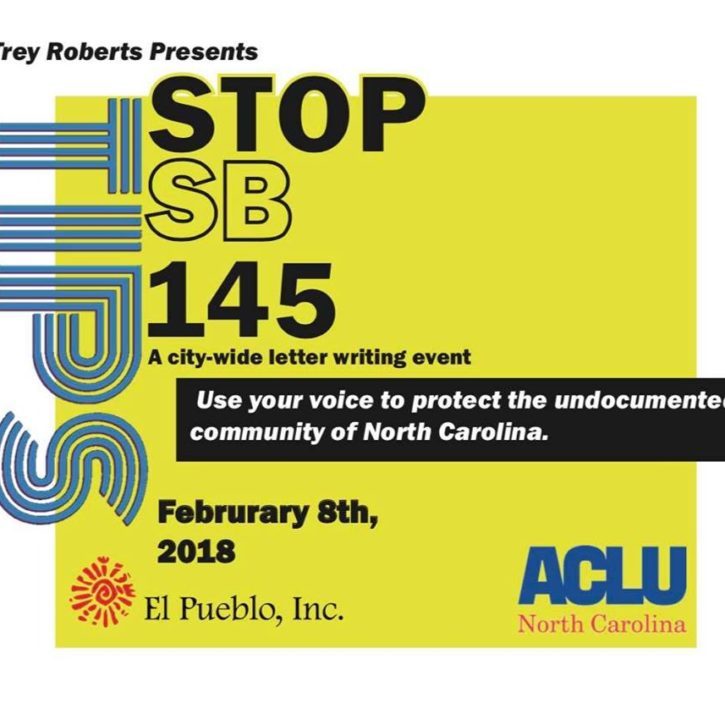 Trey Roberts Presents
STOP
SB
145
A city-wide letter writing event
Use your voice to protect the undocumented
community of North Carolina.
Februrary 8th,
2018
El Pueblo, Inc.
ACLU
North Carolina